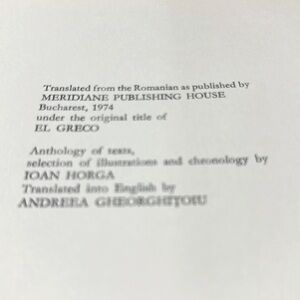 Translated from the Romanian as published by
MERIDIANE PUBLISHING HOUSE
Bucharest, 1974
under the original title of
EL GRECO
Anthology of texts,
selection of illustrations and chronology by
IOAN HORGA
Translated into English by
ANDREEA GHEORGHIŢOIU